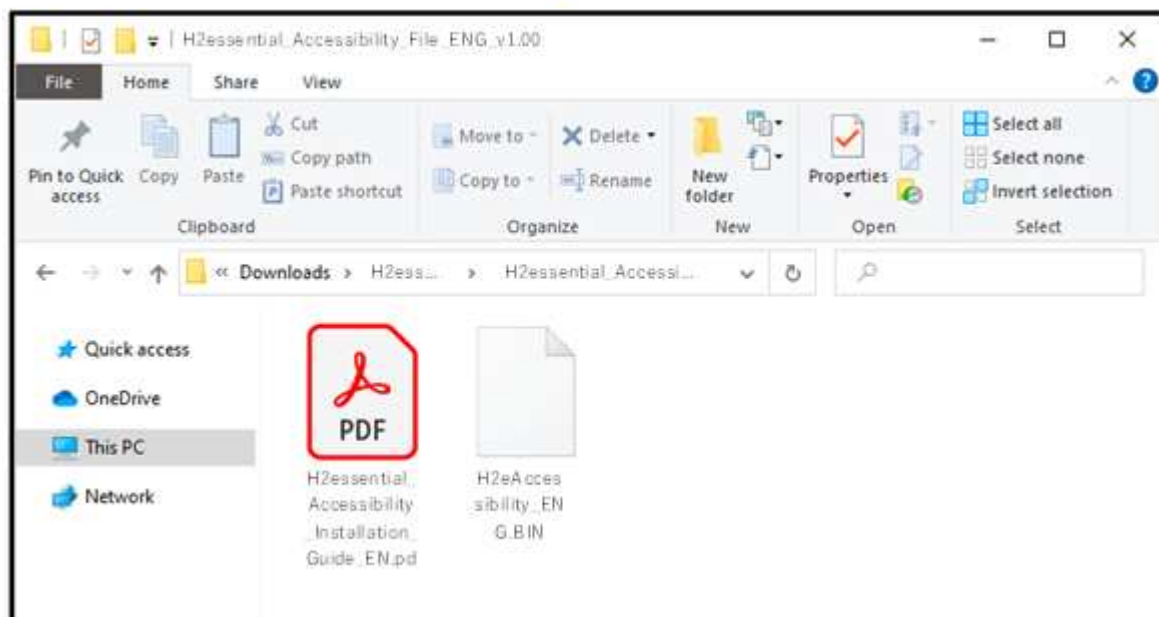 H2essential_Accessibility_File_ENG_v1.00
File Home Share View
Pin to Quick access
Copy
Paste
Cut
Copy path
Paste shortcut
Clipboard
Move to
Copy to
Delete
Rename
Organize
New folder
New
Properties
Open
Select all
Select none
Invert selection
Select
« Downloads > H2ess... > H2essential_Accessi...
Quick access
OneDrive
This PC
Network
PDF
H2essential_
Accessibility
_Installation_
Guide_EN.pd
H2eAcces
sibility_EN
G.BIN